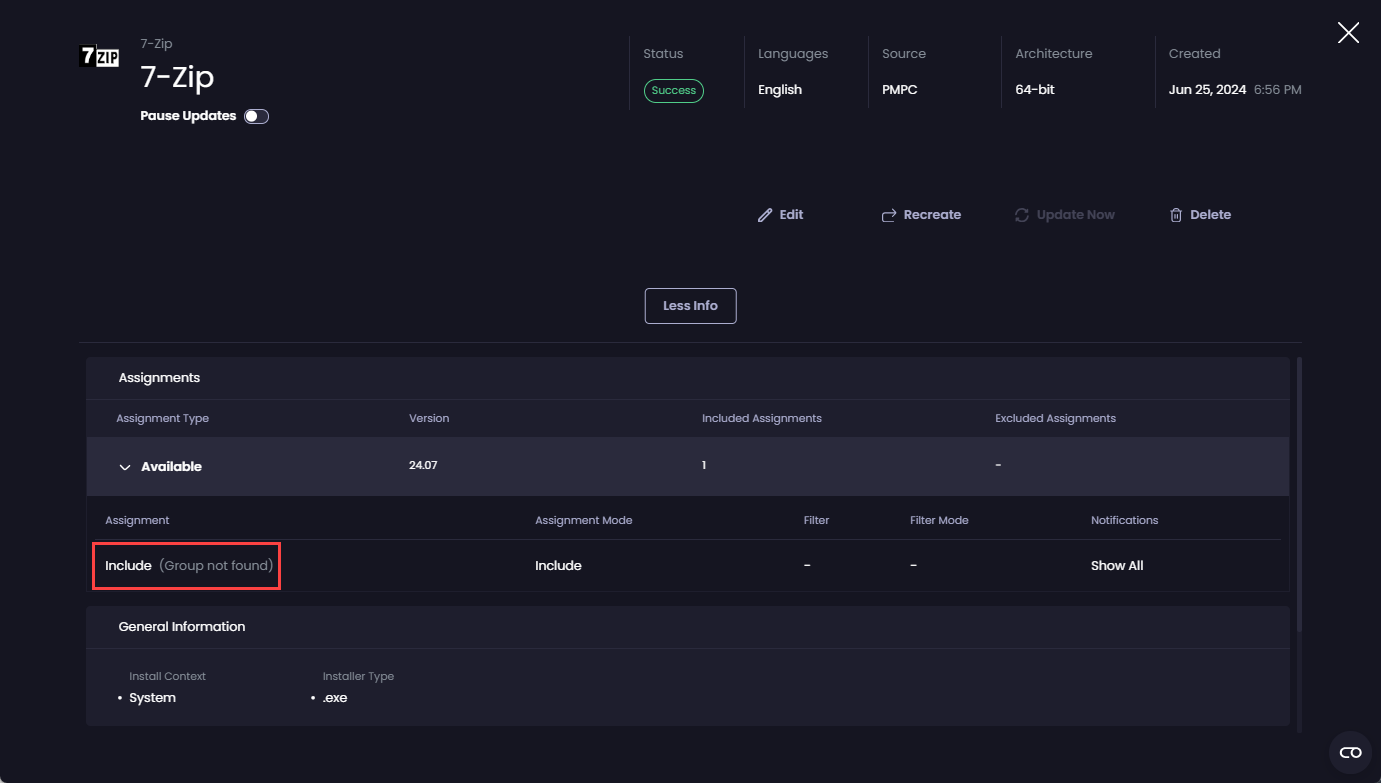 7ZIP
7-Zip
7-Zip
Pause Updates
Status Languages Source Architecture Created
Success English PMPC 64-bit Jun 25, 2024 6:56 PM
Edit Recreate Update Now Delete
Less Info
Assignments
Assignment Type Version Included Assignments Excluded Assignments
Available 24.07 1 -
Assignment Assignment Mode Filter Filter Mode Notifications
Include (Group not found) Include - - Show All
General Information
Install Context Installer Type
• System • .exe